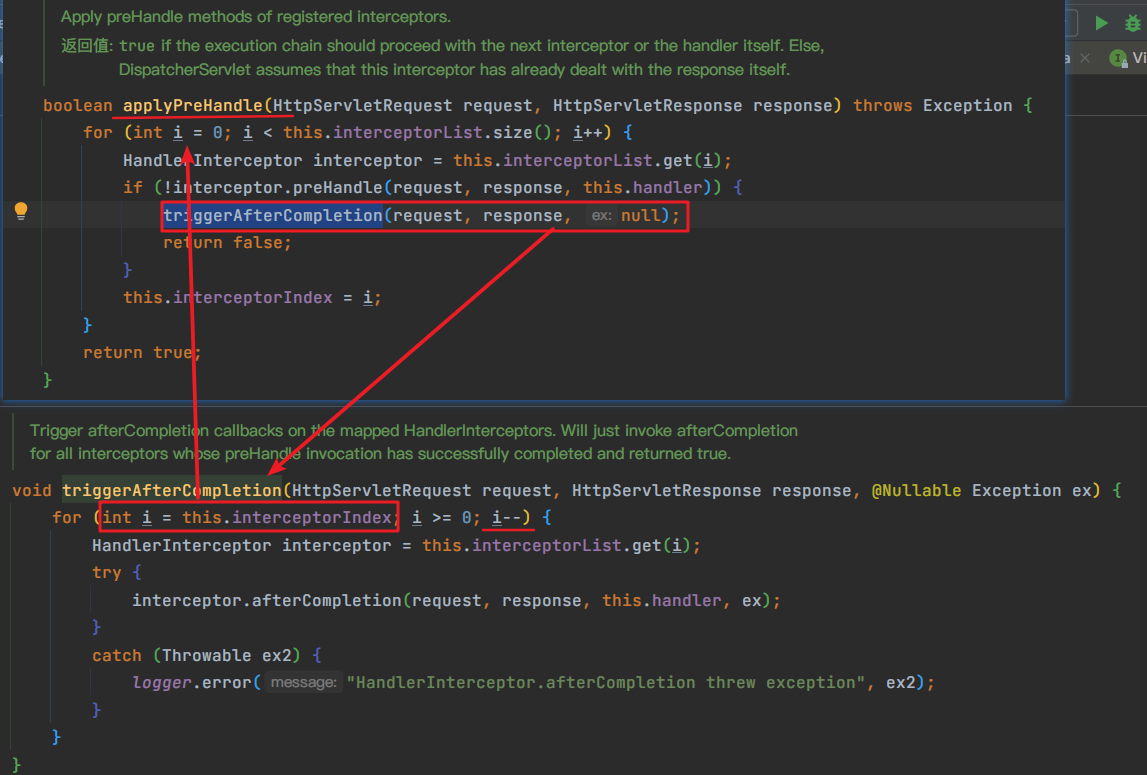 Apply preHandle methods of registered interceptors.
返回值: true if the execution chain should proceed with the next interceptor or the handler itself. Else,
DispatcherServlet assumes that this interceptor has already dealt with the response itself.
a
Vi
boolean applyPreHandle(HttpServletRequest request, HttpServletResponse response) throws Exception {
for (int i = 0; i < this.interceptorList.size(); i++) {
HandlerInterceptor interceptor = this.interceptorList.get(i);
if (!interceptor.preHandle(request, response, this.handler)) {
triggerAfterCompletion(request, response, ex: null);
return false;
}
this.interceptorIndex = i;
}
return true;
}
Trigger afterCompletion callbacks on the mapped HandlerInterceptors. Will just invoke afterCompletion
for all interceptors whose preHandle invocation has successfully completed and returned true.
void triggerAfterCompletion(HttpServletRequest request, HttpServletResponse response, @Nullable Exception ex) {
for (int i = this.interceptorIndex; i >= 0; i--) {
HandlerInterceptor interceptor = this.interceptorList.get(i);
try {
interceptor.afterCompletion(request, response, this.handler, ex);
}
catch (Throwable ex2) {
logger.error( message: "HandlerInterceptor.afterCompletion threw exception", ex2);
}
}
}